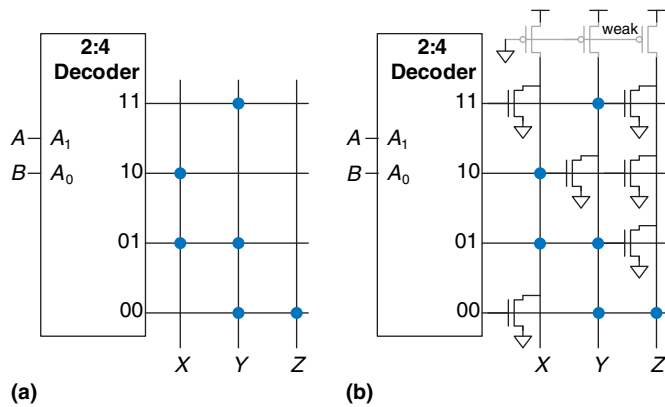 2:4
Decoder
11
A A₁
B A₀
10
01
00
X Y Z
(a)
weak
2:4
Decoder
11
A A₁
B A₀
10
01
00
X Y Z
(b)